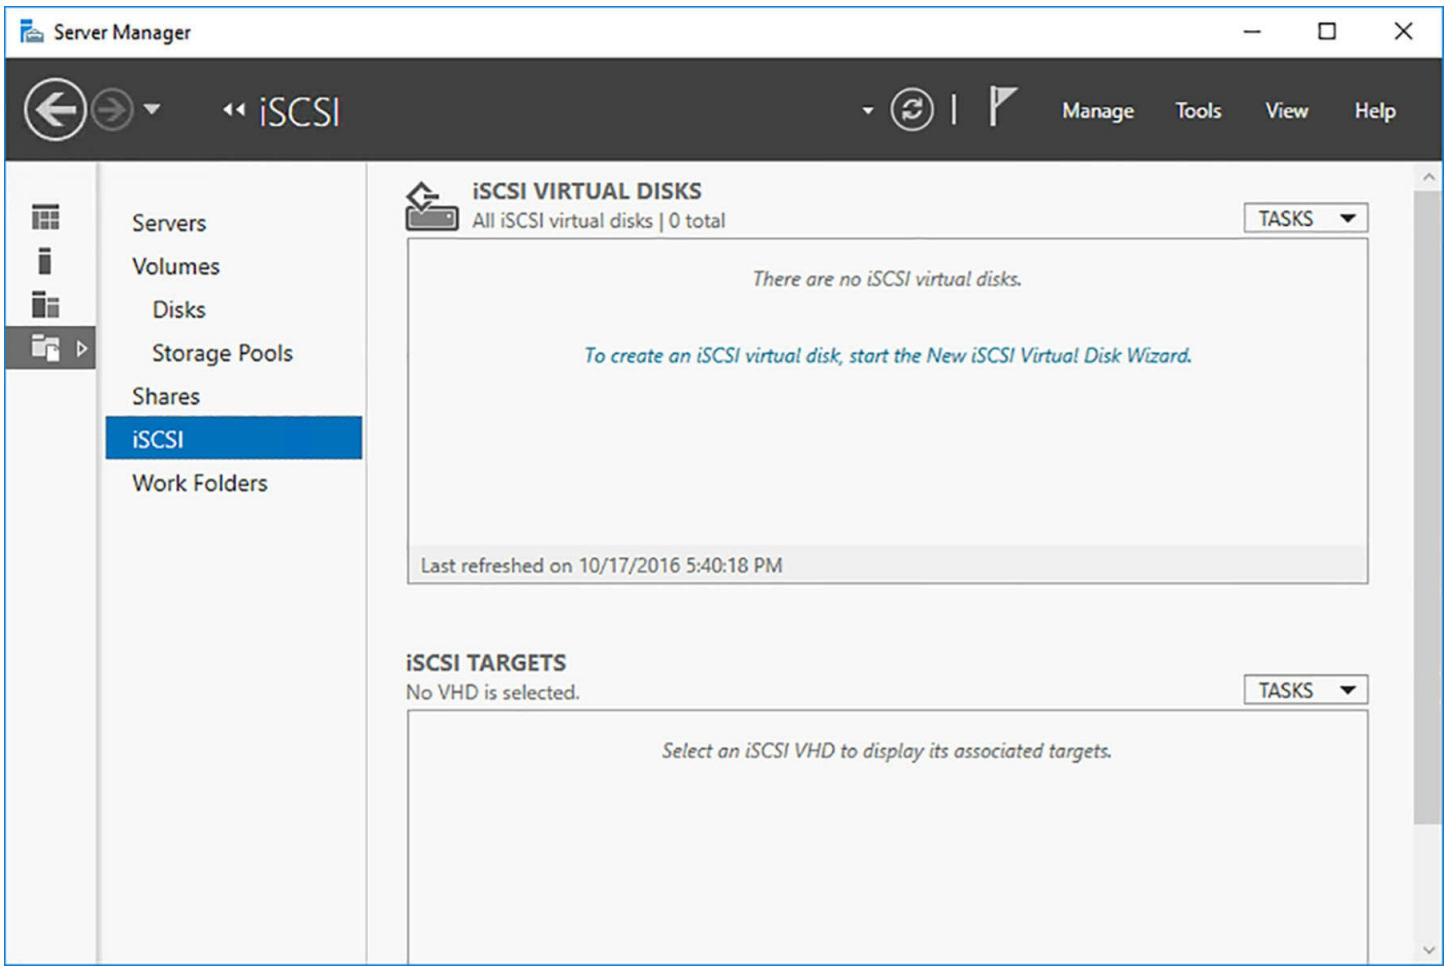 Server Manager
iSCSI
Manage Tools View Help
Servers
Volumes
Disks
Storage Pools
Shares
iSCSI
Work Folders
iSCSI VIRTUAL DISKS
All iSCSI virtual disks | 0 total
TASKS
There are no iSCSI virtual disks.
To create an iSCSI virtual disk, start the New iSCSI Virtual Disk Wizard.
Last refreshed on 10/17/2016 5:40:18 PM
iSCSI TARGETS
No VHD is selected.
TASKS
Select an iSCSI VHD to display its associated targets.